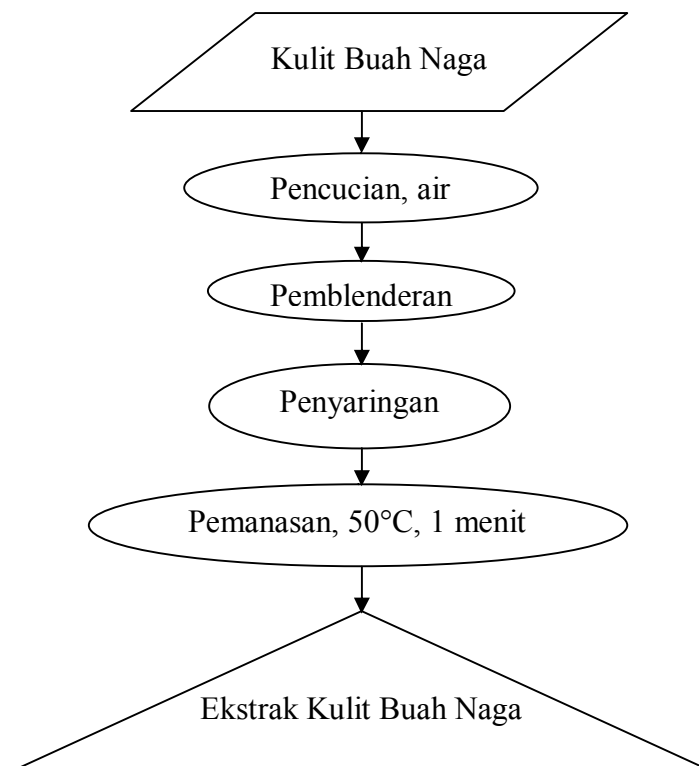 Kulit Buah Naga
Pencucian, air
Pemblenderan
Penyaringan
Pemanasan, 50°C, 1 menit
Ekstrak Kulit Buah Naga